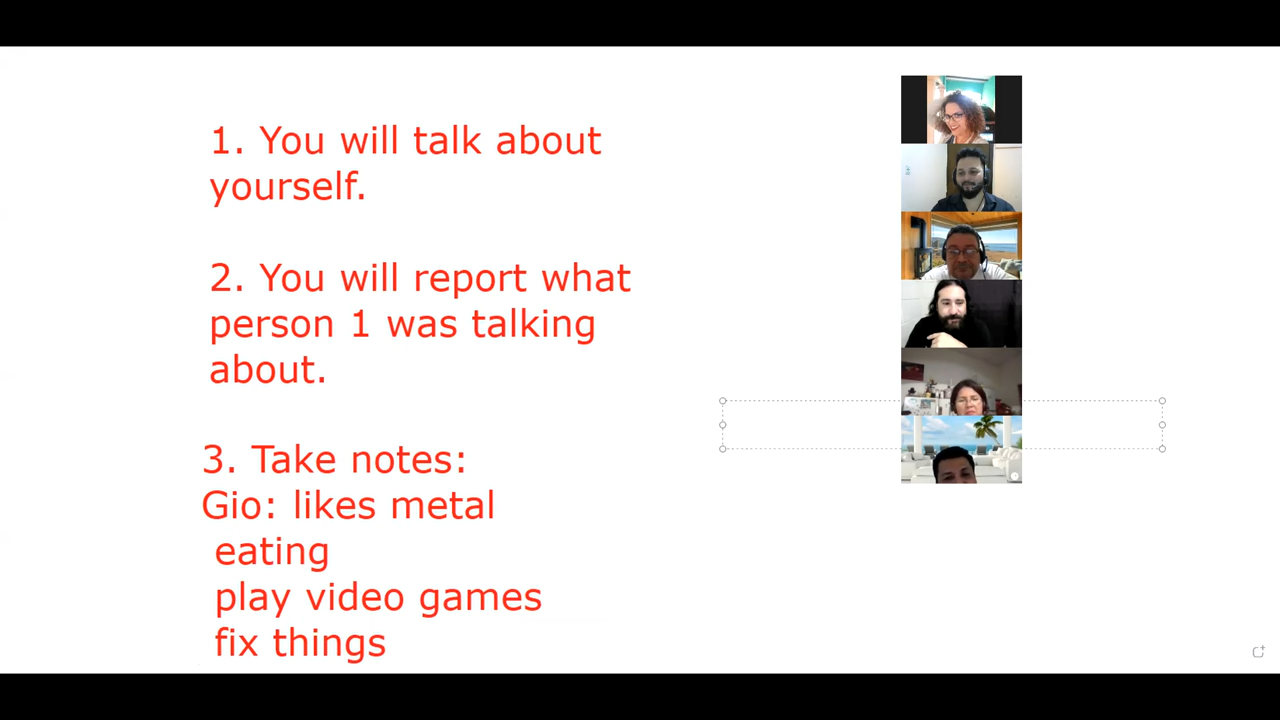 1. You will talk about
yourself.
2. You will report what
person 1 was talking
about.
3. Take notes:
Gio: likes metal
eating
play video games
fix things